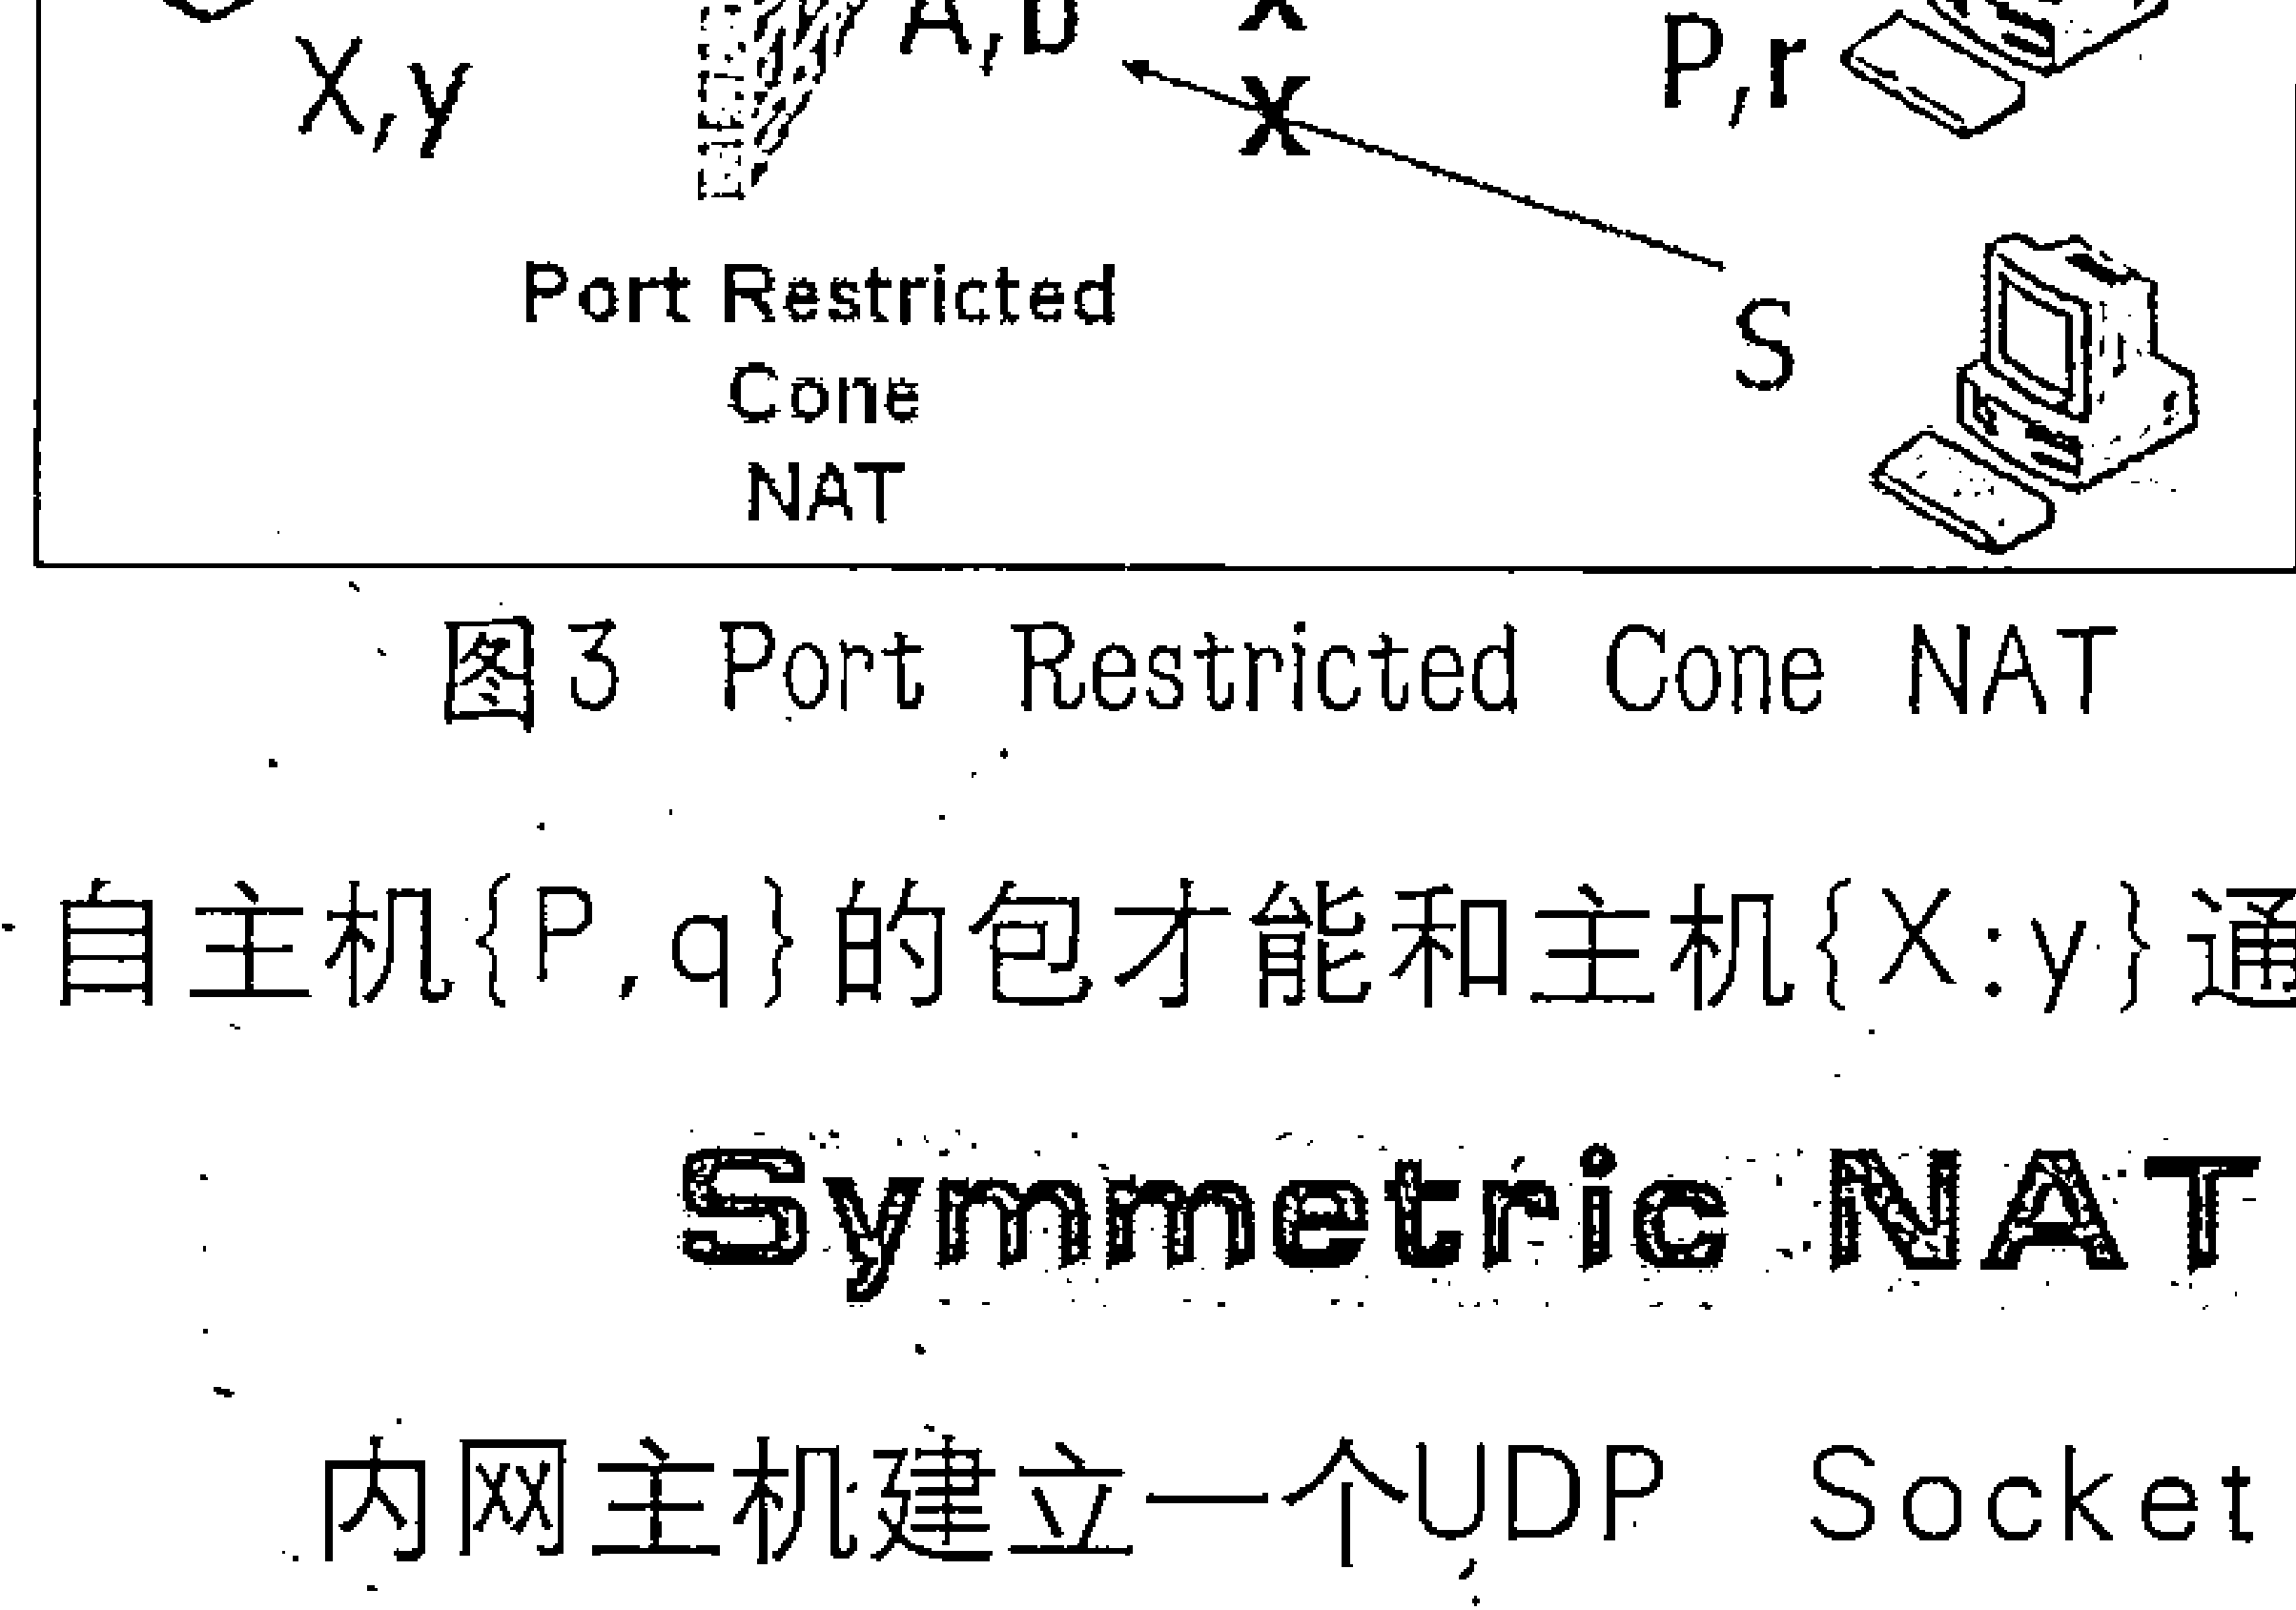 X,y
A,b
X
X
P,r
S
Port Restricted
Cone
NAT
图3 Port Restricted Cone NAT
自主机{P,q}的包才能和主机{X:y}通
Symmetric NAT
内网主机建立一个UDP Socket